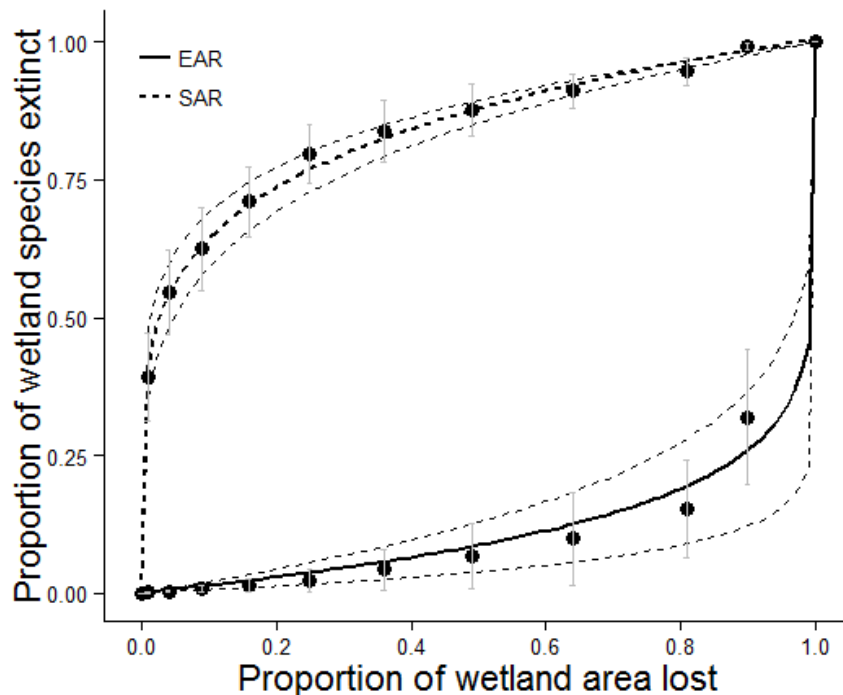 Proportion of wetland species extinct
1.00
0.75
0.50
0.25
0.00
EAR
SAR
0.0 0.2 0.4 0.6 0.8 1.0
Proportion of wetland area lost